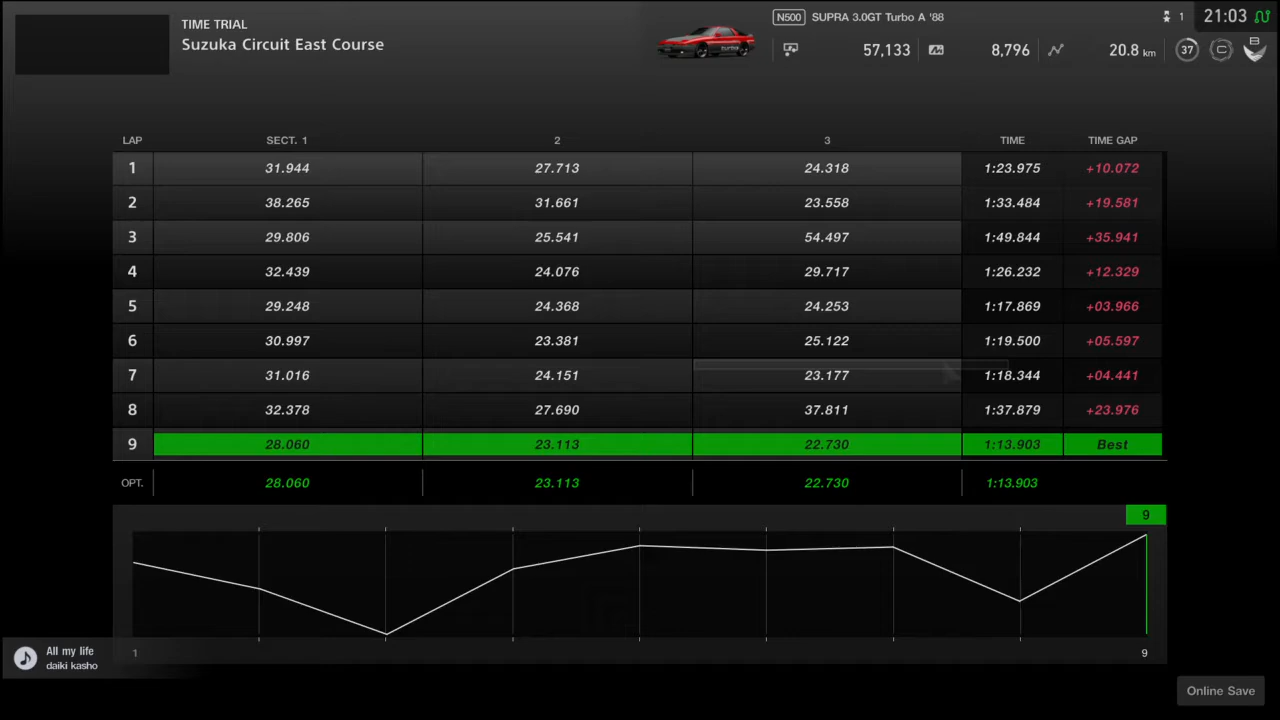 TIME TRIAL
Suzuka Circuit East Course
N500 SUPRA 3.0GT Turbo A '88
57,133 8,796 20.8 km
1 21:03
37 C B
LAP SECT. 1 2 3 TIME TIME GAP
1 31.944 27.713 24.318 1:23.975 +10.072
2 38.265 31.661 23.558 1:33.484 +19.581
3 29.806 25.541 54.497 1:49.844 +35.941
4 32.439 24.076 29.717 1:26.232 +12.329
5 29.248 24.368 24.253 1:17.869 +03.966
6 30.997 23.381 25.122 1:19.500 +05.597
7 31.016 24.151 23.177 1:18.344 +04.441
8 32.378 27.690 37.811 1:37.879 +23.976
9 28.060 23.113 22.730 1:13.903 Best
OPT. 28.060 23.113 22.730 1:13.903
9
1 9
All my life
daiki kasho
Online Save